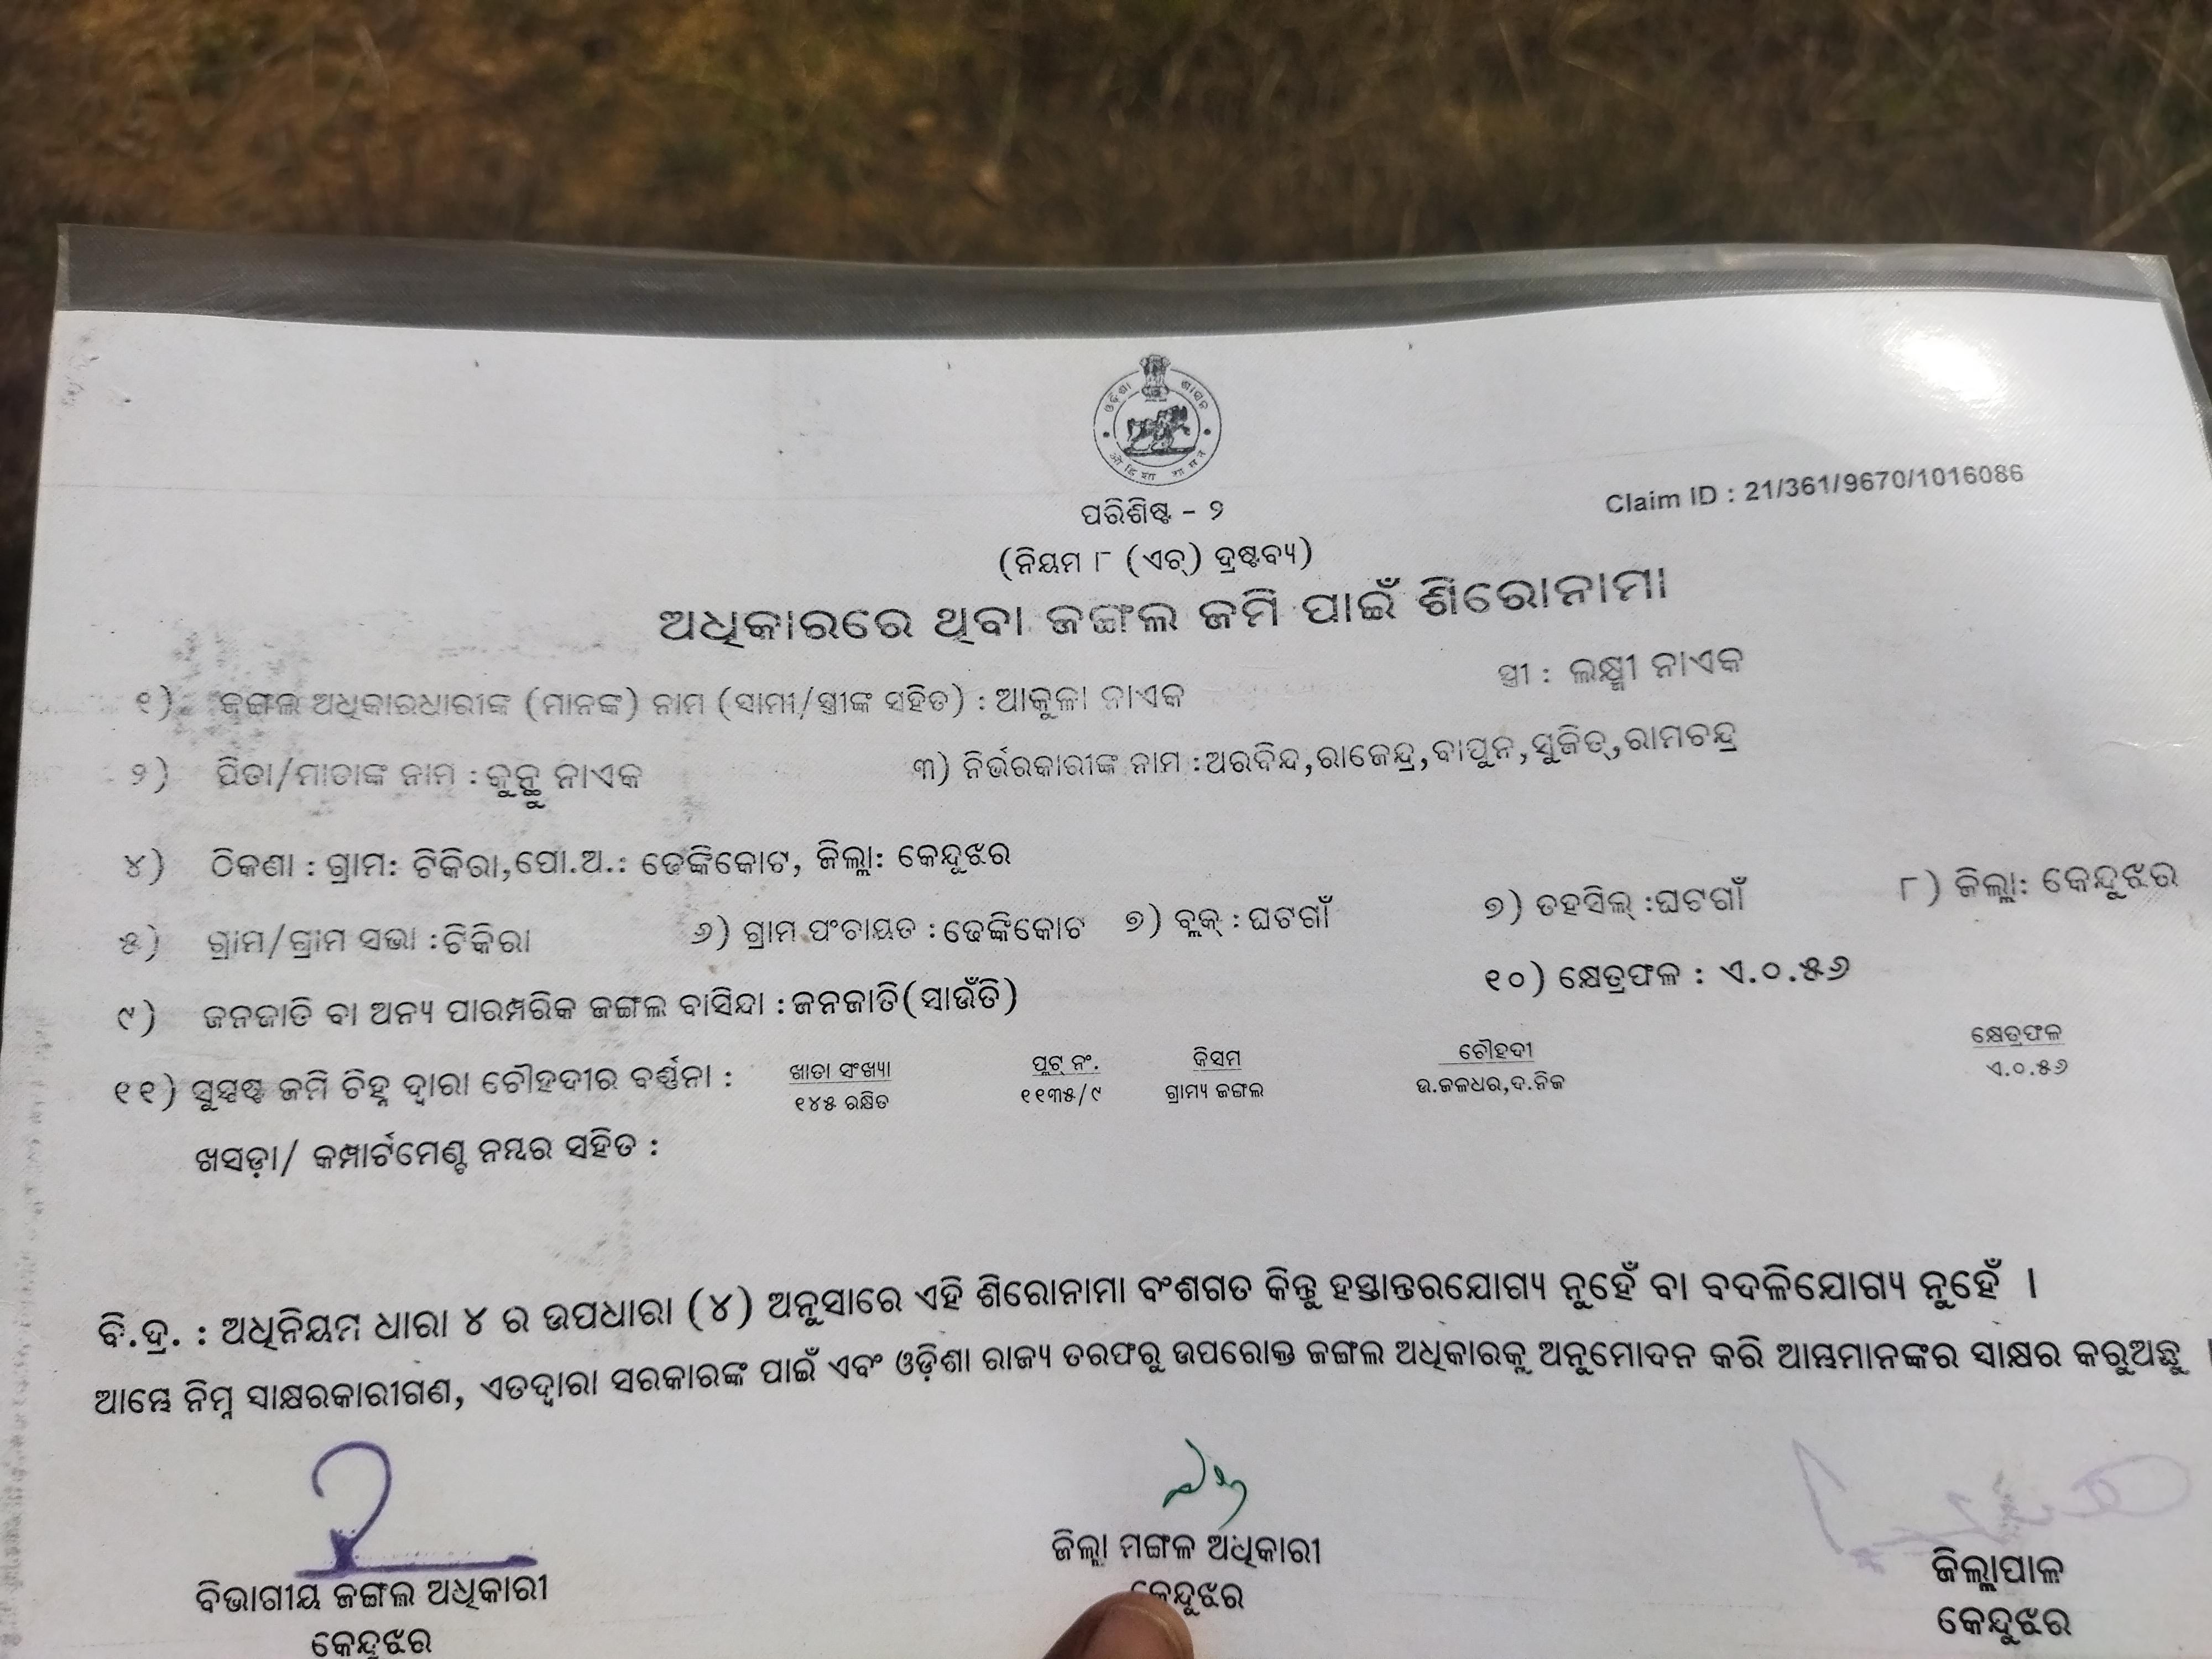 ଓଡ଼ିଶା ଶାସନ
ओडिशा शासन
Claim ID : 21/361/9670/1016086
ପରିଶିଷ୍ଟ - ୨
(ନିୟମ ୮ (ଏଚ୍) ଦ୍ରଷ୍ଟବ୍ୟ)
ଅଧିକାରରେ ଥିବା ଜଙ୍ଗଲ ଜମି ପାଇଁ ଶିରୋନାମା
୧) ଜଙ୍ଗଲ ଅଧିକାରଧାରୀଙ୍କ (ମାନଙ୍କ) ନାମ (ସାମୀ/ସ୍ତ୍ରୀଙ୍କ ସହିତ) : ଆକୁଳା ନାଏକ ସ୍ତ୍ରୀ : ଲକ୍ଷ୍ମୀ ନାଏକ
୨) ପିତା/ମାତାଙ୍କ ନାମ : ନାଏକ ୩) ନିର୍ଭରକାରୀଙ୍କ ନାମ :ଅରବିନ୍ଦ,ରାଜେନ୍ଦ୍ର,ବାପୁନ,ସୁଜିତ୍,ରାମଚନ୍ଦ୍ର
୪) ଠିକଣା : ଗ୍ରାମ: ଟିକିରା,ପୋ.ଅ.: ଢେଙ୍କିକୋଟ, ଜିଲ୍ଲା: କେନ୍ଦୁଝର
୫) ଗ୍ରାମ/ଗ୍ରାମ ସଭା :ଟିକିରା ୬) ଗ୍ରାମ ପଂଚାୟତ : ଢେଙ୍କିକୋଟ ୭) ବ୍ଲକ୍ : ଘଟଗାଁ ୭) ତହସିଲ୍ :ଘଟଗାଁ ୮) ଜିଲ୍ଲା: କେନ୍ଦୁଝର
୯) ଜନଜାତି ବା ଅନ୍ୟ ପାରମ୍ପରିକ ଜଙ୍ଗଲ ବାସିନ୍ଦା :ଜନଜାତି(ସାଉଁତି) ୧୦) କ୍ଷେତ୍ରଫଳ : ଏ.୦.୫୬
୧୧) ସୁସ୍ପଷ୍ଟ ଜମି ଚିହ୍ନ ଦ୍ୱାରା ଚୌହଦୀର ବର୍ଣ୍ଣନା : ଖାତା ସଂଖ୍ୟା ପ୍ଲଟ୍ ନଂ. କିସମ ଚୌହଦୀ କ୍ଷେତ୍ରଫଳ
୧୪୫ ରକ୍ଷିତ ୧୧୩୫/୯ ଗ୍ରାମ୍ୟ ଜଙ୍ଗଲ ଉ.ଜଳଧର,ଦ.ନିଜ ଏ.୦.୫୬
ଖସଡ଼ା/ କମ୍ପାର୍ଟମେଣ୍ଟ ନମ୍ବର ସହିତ :
ବି.ଦ୍ର. : ଅଧିନିୟମ ଧାରା ୪ ର ଉପଧାରା (୪) ଅନୁସାରେ ଏହି ଶିରୋନାମା ବଂଶଗତ କିନ୍ତୁ ହସ୍ତାନ୍ତରଯୋଗ୍ୟ ନୁହେଁ ବା ବଦଳିଯୋଗ୍ୟ ନୁହେଁ ।
ଆମ୍ଭେ ନିମ୍ନ ସାକ୍ଷରକାରୀଗଣ, ଏତଦ୍ୱାରା ସରକାରଙ୍କ ପାଇଁ ଏବଂ ଓଡ଼ିଶା ରାଜ୍ୟ ତରଫରୁ ଉପରୋକ୍ତ ଜଙ୍ଗଲ ଅଧିକାରକୁ ଅନୁମୋଦନ କରି ଆମ୍ଭମାନଙ୍କର ସାକ୍ଷର କରୁଅଛୁ ।
ବିଭାଗୀୟ ଜଙ୍ଗଲ ଅଧିକାରୀ
କେନ୍ଦୁଝର
ଜିଲ୍ଲା ମଙ୍ଗଳ ଅଧିକାରୀ
କେନ୍ଦୁଝର
ଜିଲ୍ଲାପାଳ
କେନ୍ଦୁଝର